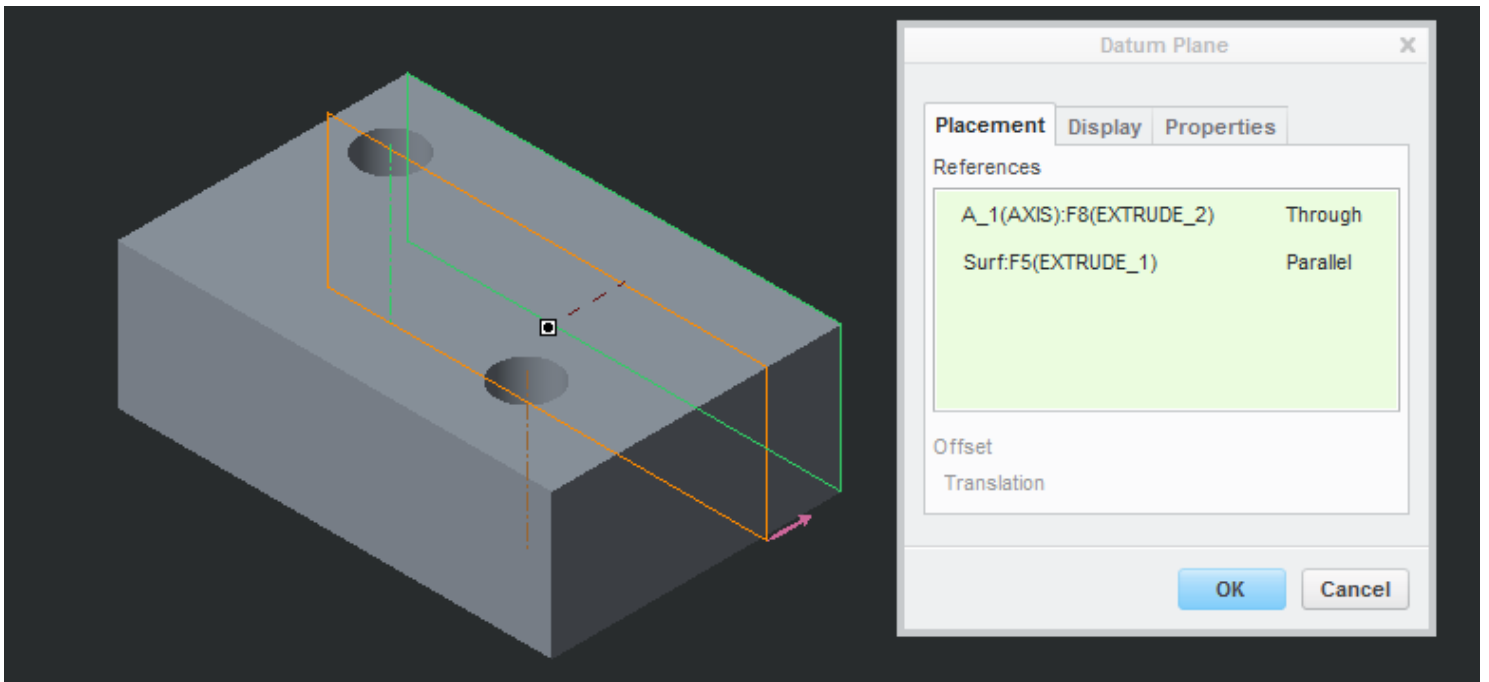 Datum Plane X
Placement Display Properties
References
A_1(AXIS):F8(EXTRUDE_2) Through
Surf:F5(EXTRUDE_1) Parallel
Offset
Translation
OK Cancel